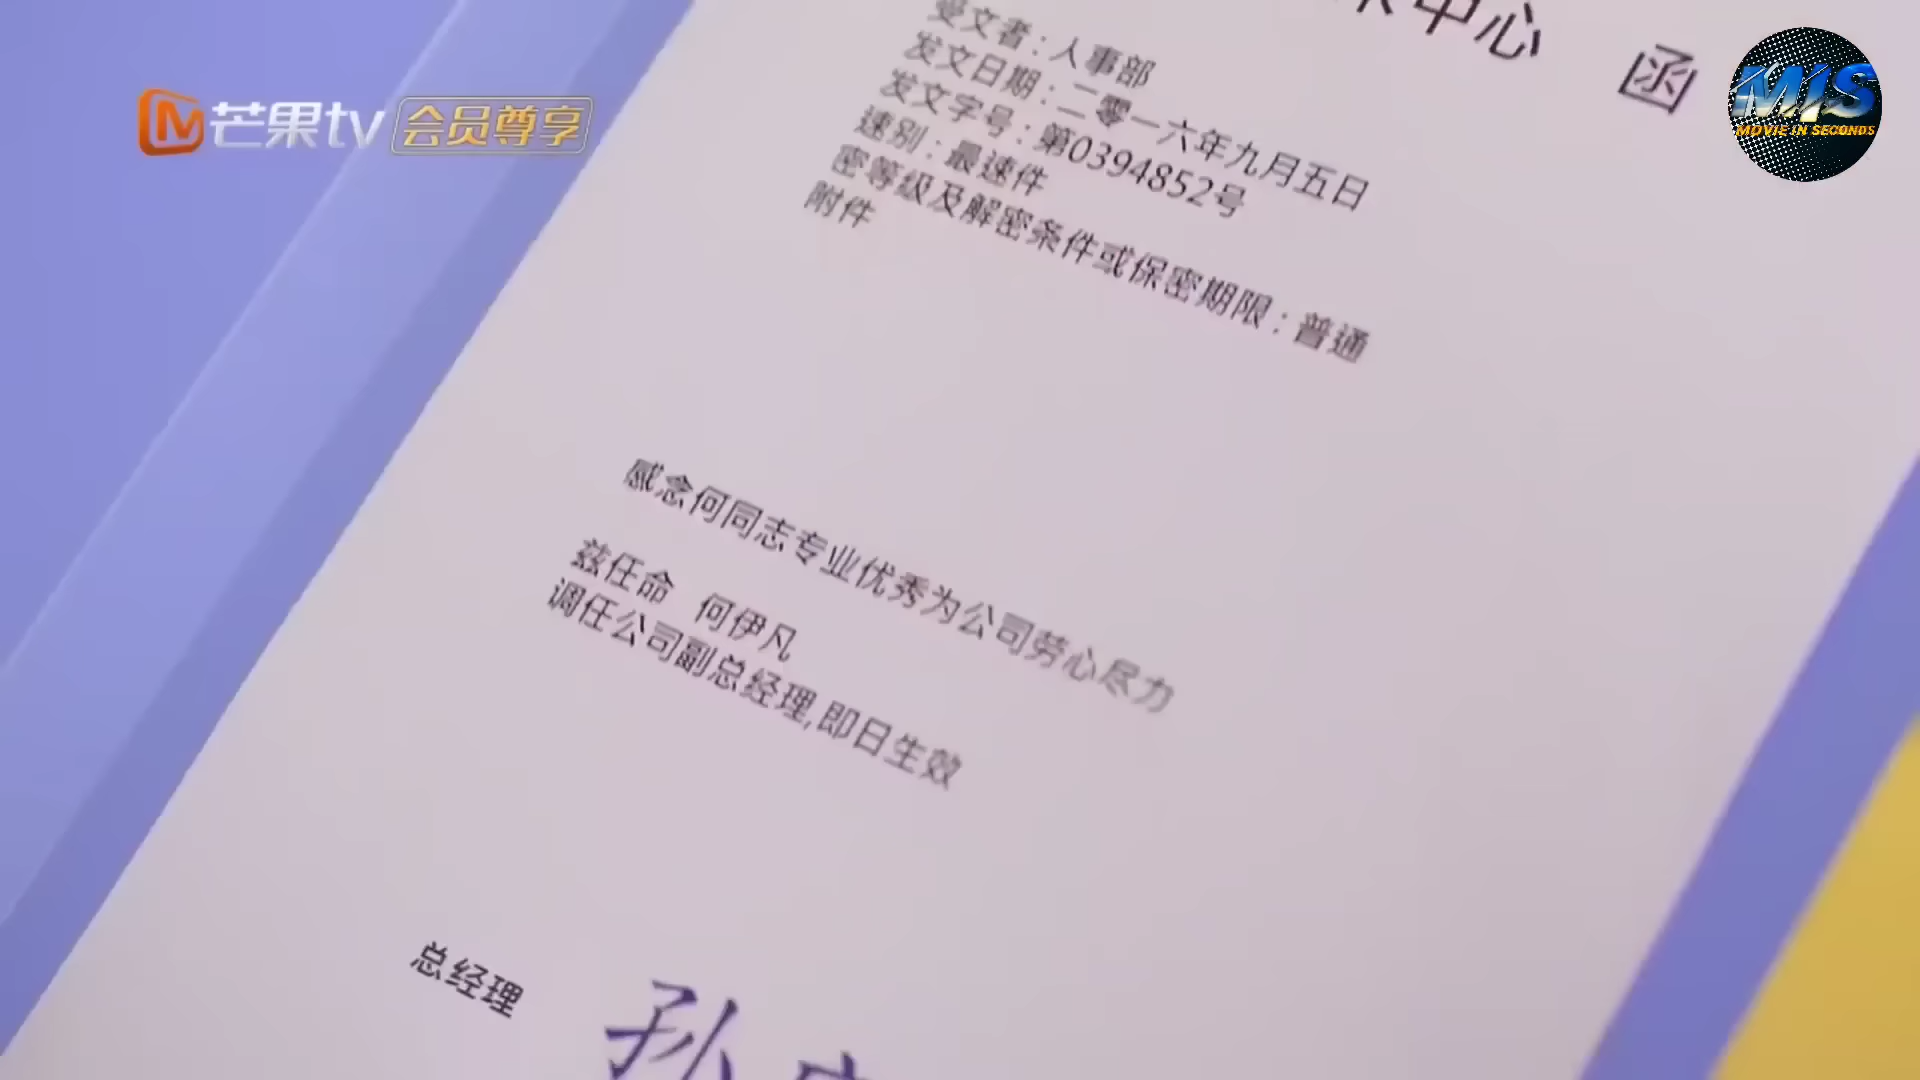 中心 函
受文者：人事部
发文日期：二零一六年九月五日
发文字号：第0394852号
速别：最速件
密等级及解密条件或保密期限：普通
附件
感念何同志专业优秀为公司劳心尽力
兹任命 何伊凡
调任公司副总经理,即日生效
总经理
孙
芒果tv 会员尊享
MIS
MOVIE IN SECONDS